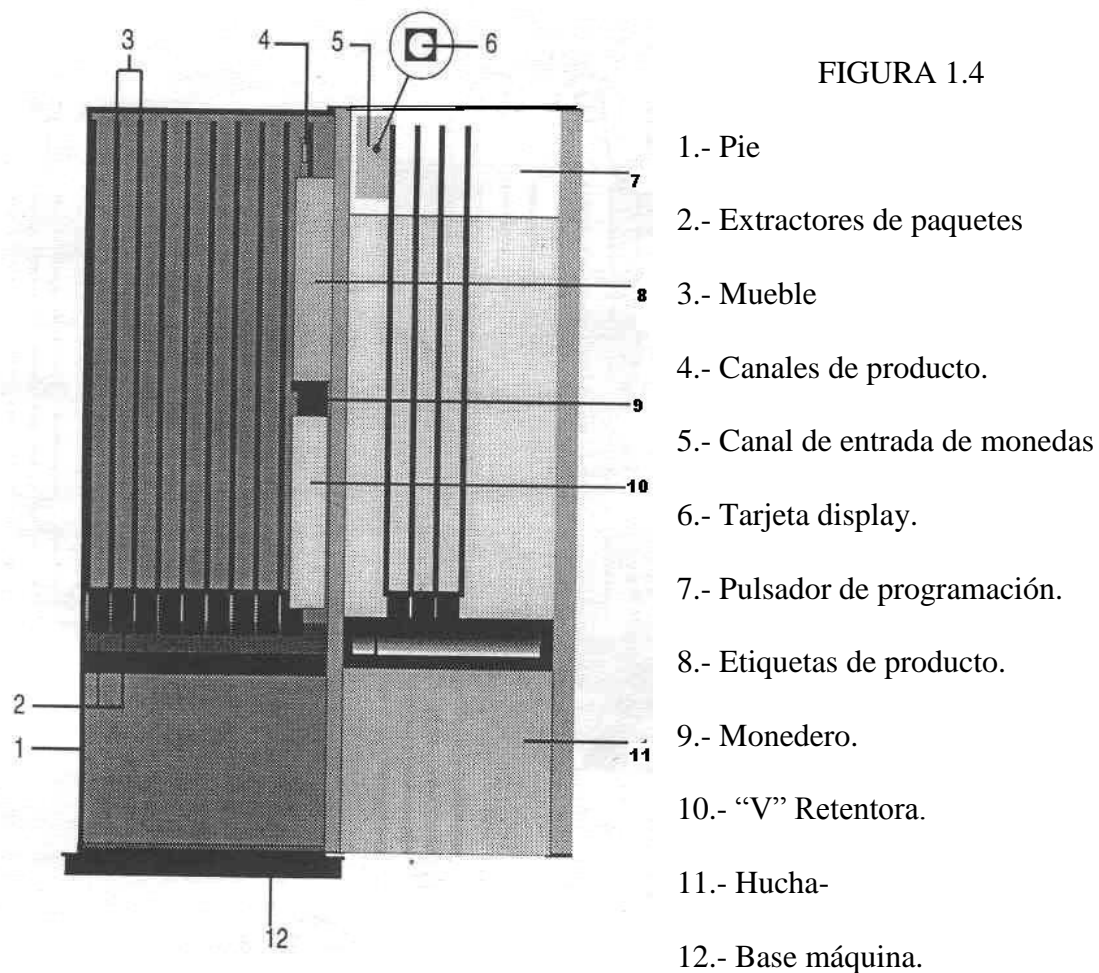 3
4
5
6
FIGURA 1.4
1.- Pie
7
2.- Extractores de paquetes
8
3.- Mueble
9
4.- Canales de producto.
5.- Canal de entrada de monedas
10
6.- Tarjeta display.
7.- Pulsador de programación.
8.- Etiquetas de producto.
2
9.- Monedero.
1
11
10.- “V” Retentora.
11.- Hucha-
12
12.- Base máquina.